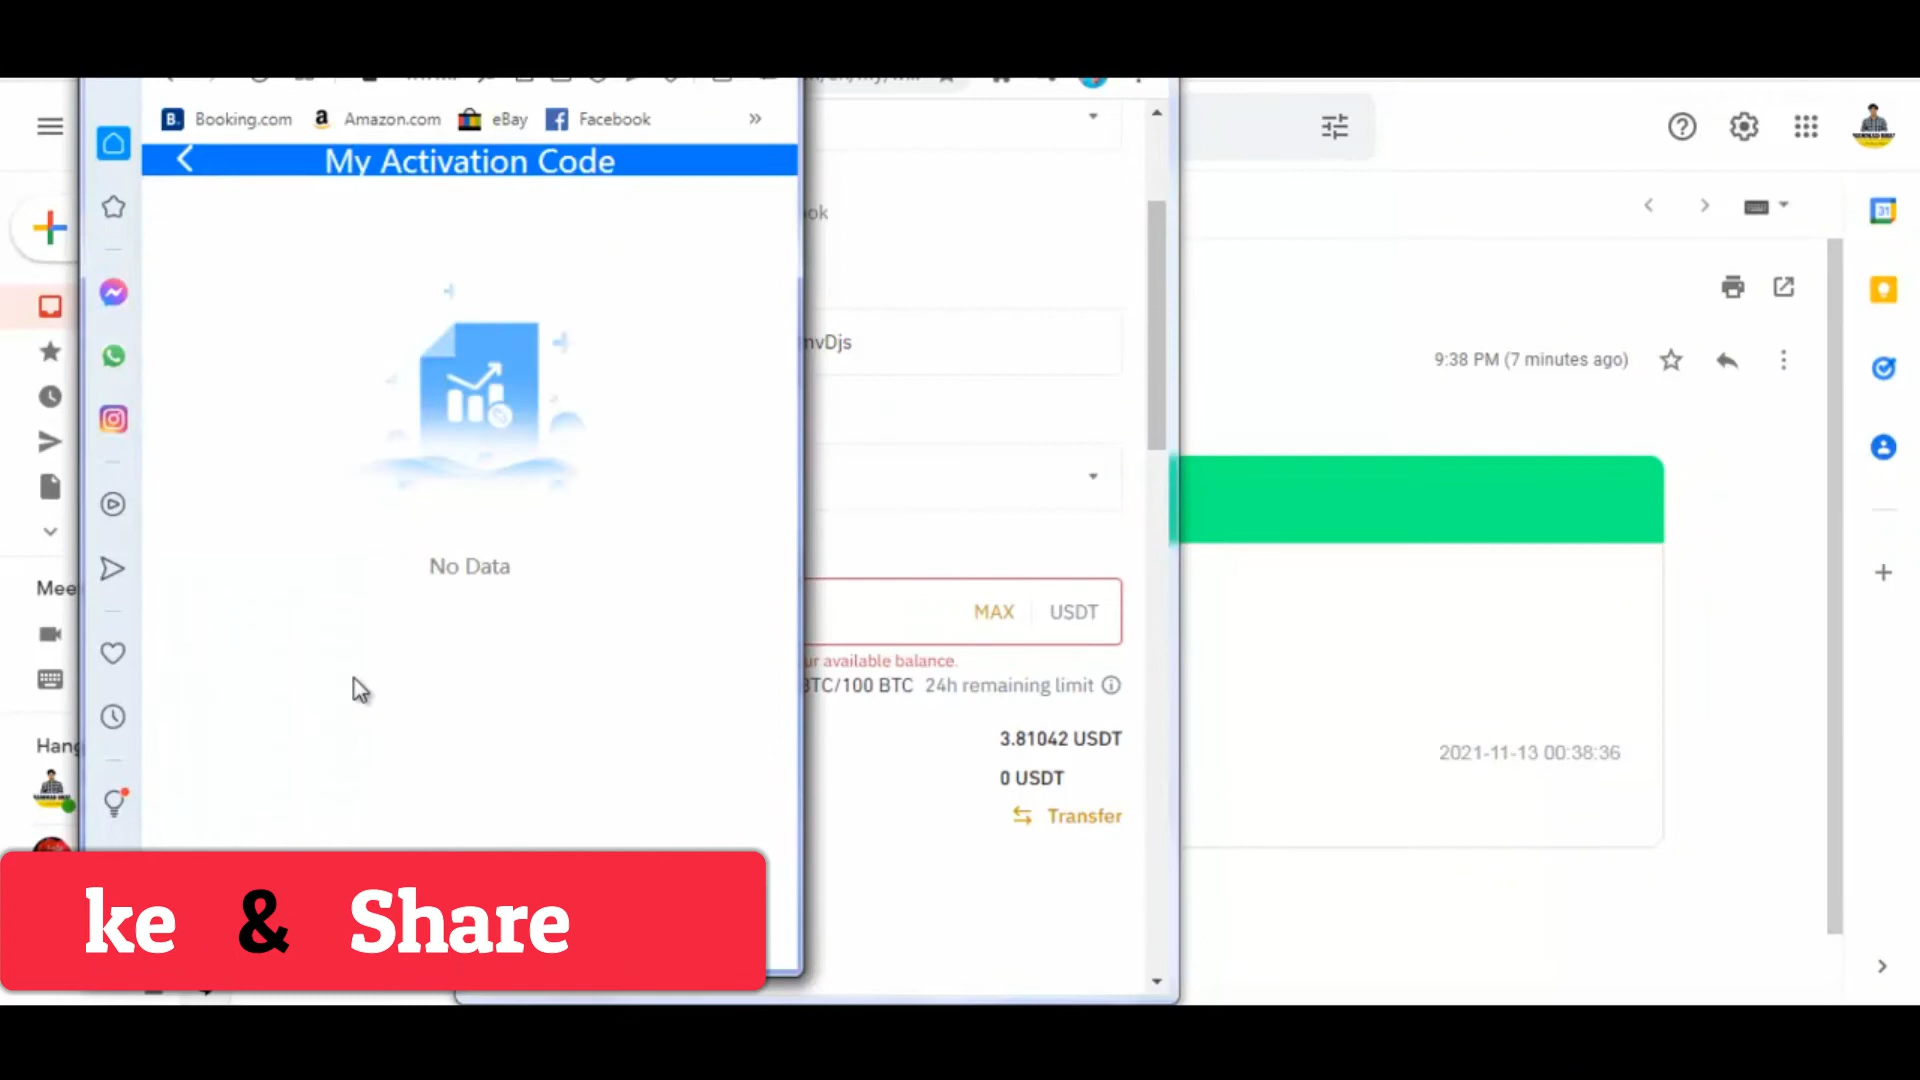 Booking.com
Amazon.com
eBay
Facebook
My Activation Code
No Data
ok
nvDjs
MAX
USDT
available balance.
BTC/100 BTC 24h remaining limit
3.81042 USDT
0 USDT
Transfer
9:38 PM (7 minutes ago)
31
2021-11-13 00:38:36
Mee
Hang
ke & Share